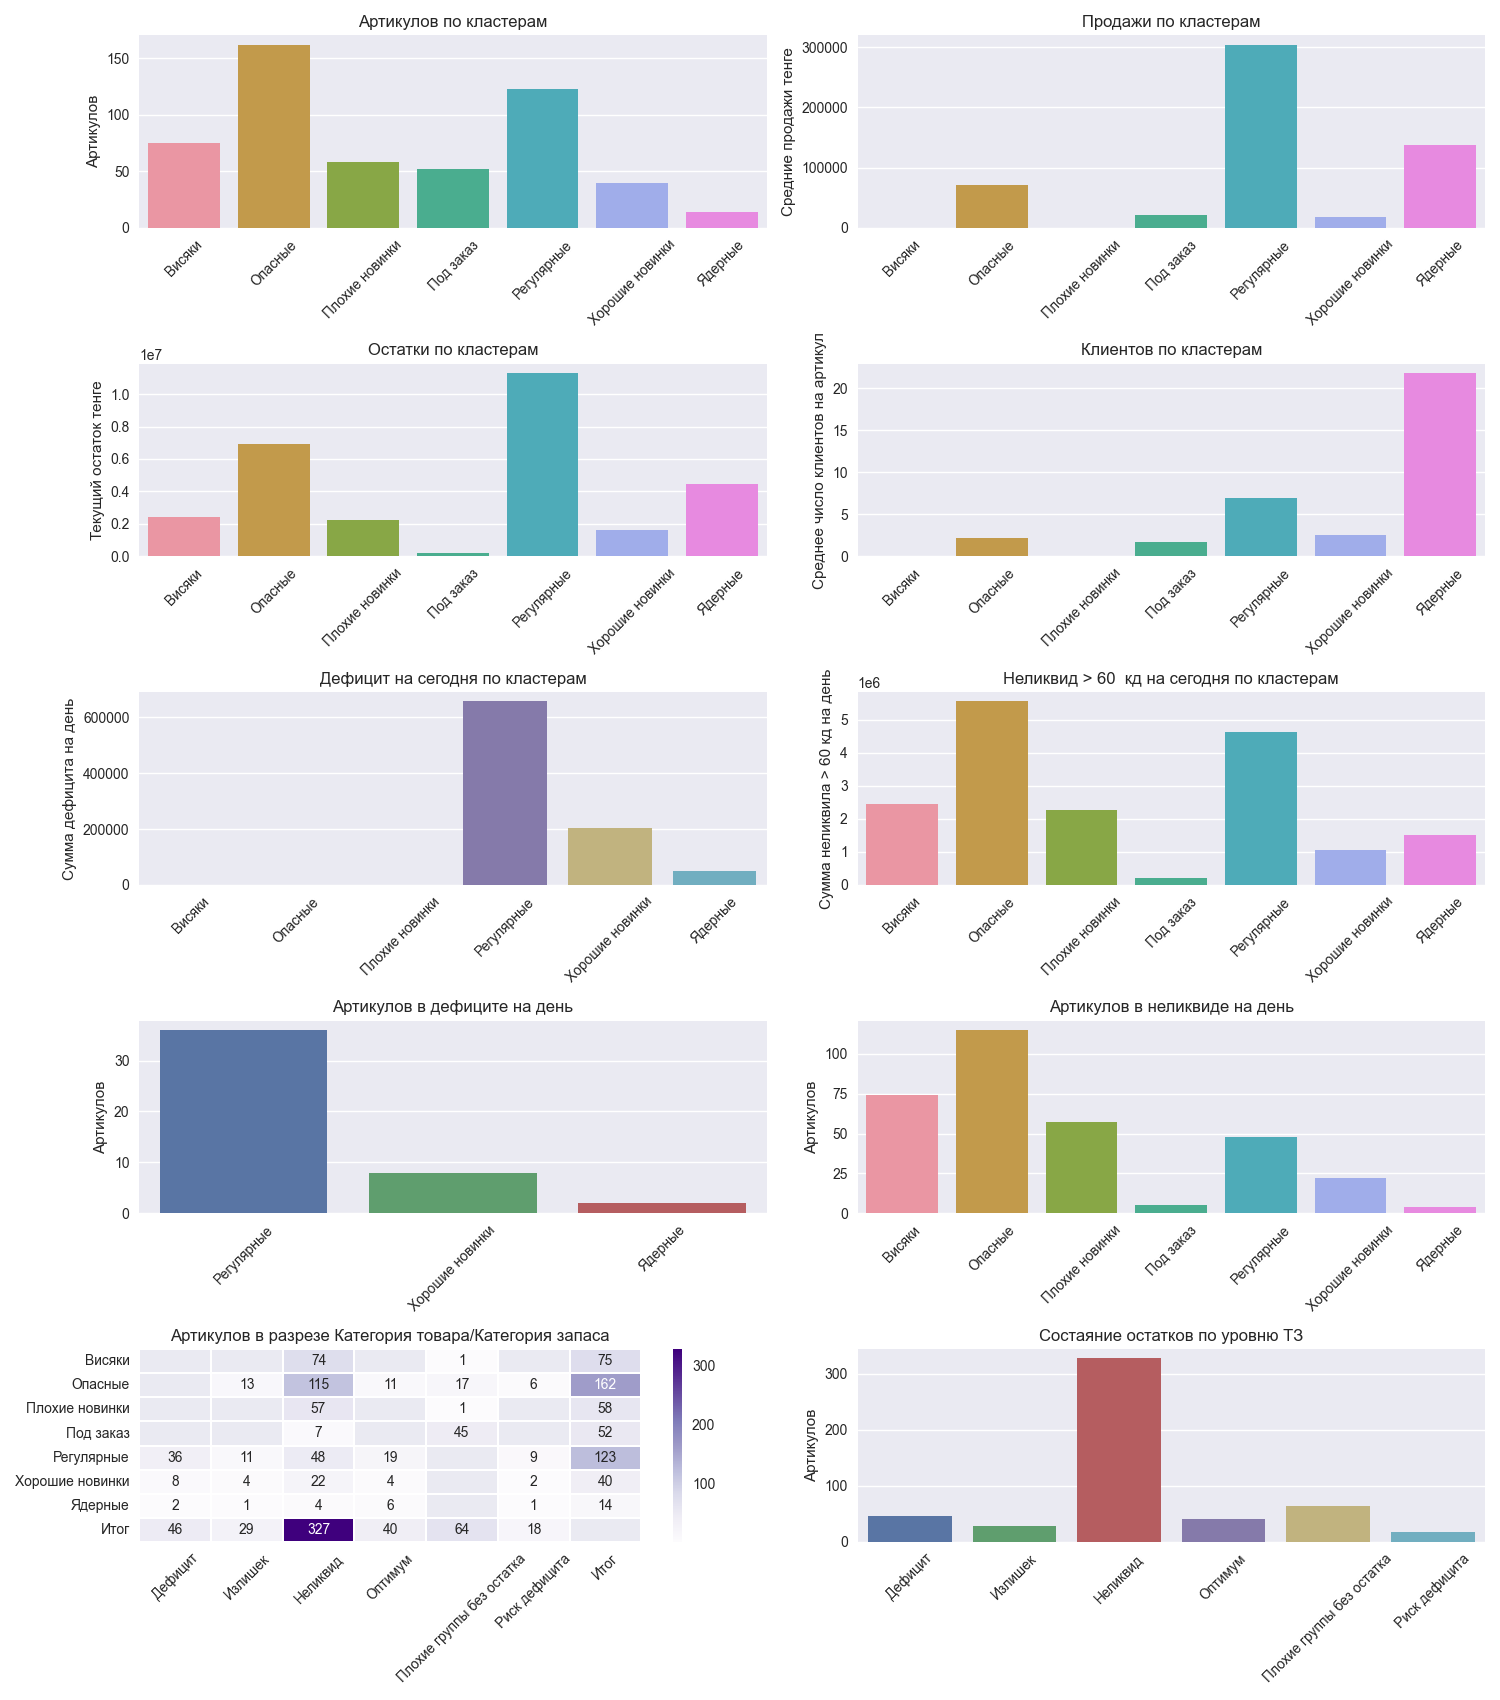 Артикулов по кластерам
Артикулов
150
100
50
0
Висяки
Опасные
Плохие новинки
Под заказ
Регулярные
Хорошие новинки
Ядерные
Продажи по кластерам
Средние продажи тенге
300000
200000
100000
0
Висяки
Опасные
Плохие новинки
Под заказ
Регулярные
Хорошие новинки
Ядерные
Остатки по кластерам
1e7
Текущий остаток тенге
1.0
0.8
0.6
0.4
0.2
0.0
Висяки
Опасные
Плохие новинки
Под заказ
Регулярные
Хорошие новинки
Ядерные
Клиентов по кластерам
Среднее число клиентов на артикул
20
15
10
5
0
Висяки
Опасные
Плохие новинки
Под заказ
Регулярные
Хорошие новинки
Ядерные
Дефицит на сегодня по кластерам
Сумма дефицита на день
600000
400000
200000
0
Висяки
Опасные
Плохие новинки
Регулярные
Хорошие новинки
Ядерные
Неликвид > 60  кд на сегодня по кластерам
1e6
Сумма неликвила > 60 кд на день
5
4
3
2
1
0
Висяки
Опасные
Плохие новинки
Под заказ
Регулярные
Хорошие новинки
Ядерные
Артикулов в дефиците на день
Артикулов
30
20
10
0
Регулярные
Хорошие новинки
Ядерные
Артикулов в неликвиде на день
Артикулов
100
75
50
25
0
Висяки
Опасные
Плохие новинки
Под заказ
Регулярные
Хорошие новинки
Ядерные
Артикулов в разрезе Категория товара/Категория запаса
Висяки 74 1 75
Опасные 13 115 11 17 6 162
Плохие новинки 57 1 58
Под заказ 7 45 52
Регулярные 36 11 48 19 9 123
Хорошие новинки 8 4 22 4 2 40
Ядерные 2 1 4 6 1 14
Итог 46 29 327 40 64 18
Дефицит
Излишек
Неликвид
Оптимум
Плохие группы без остатка
Риск дефицита
Итог
300
200
100
Состаяние остатков по уровню ТЗ
Артикулов
300
200
100
0
Дефицит
Излишек
Неликвид
Оптимум
Плохие группы без остатка
Риск дефицита